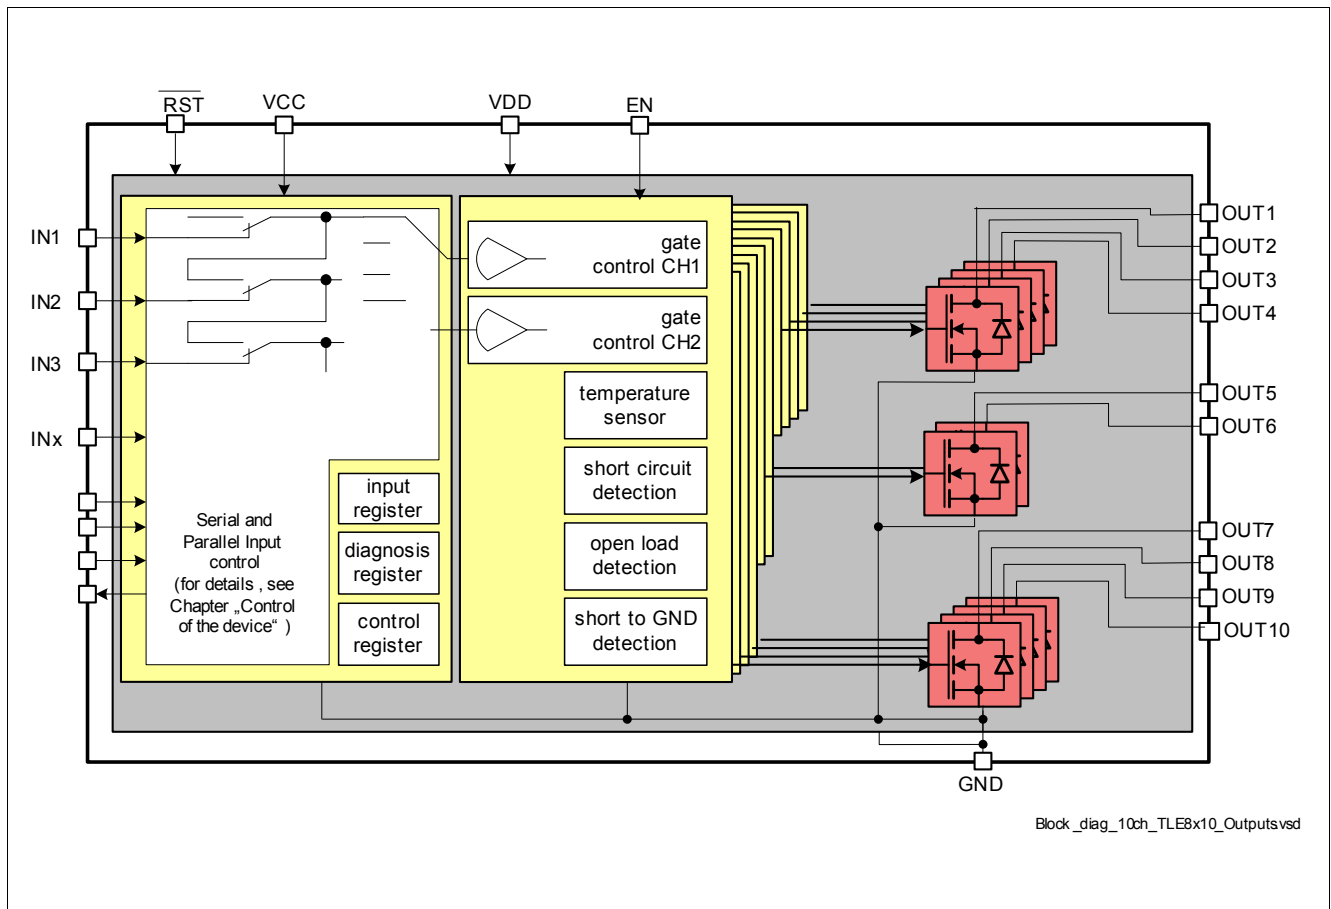 RST VCC VDD EN
IN1
IN2
IN3
INx
gate
control CH1
gate
control CH2
temperature
sensor
short circuit
detection
open load
detection
short to GND
detection
input
register
diagnosis
register
control
register
Serial and
Parallel Input
control
(for details , see
Chapter „Control
of the device“ )
OUT1
OUT2
OUT3
OUT4
OUT5
OUT6
OUT7
OUT8
OUT9
OUT10
GND
Block_diag_10ch_TLE8x10_Outputs.vsd